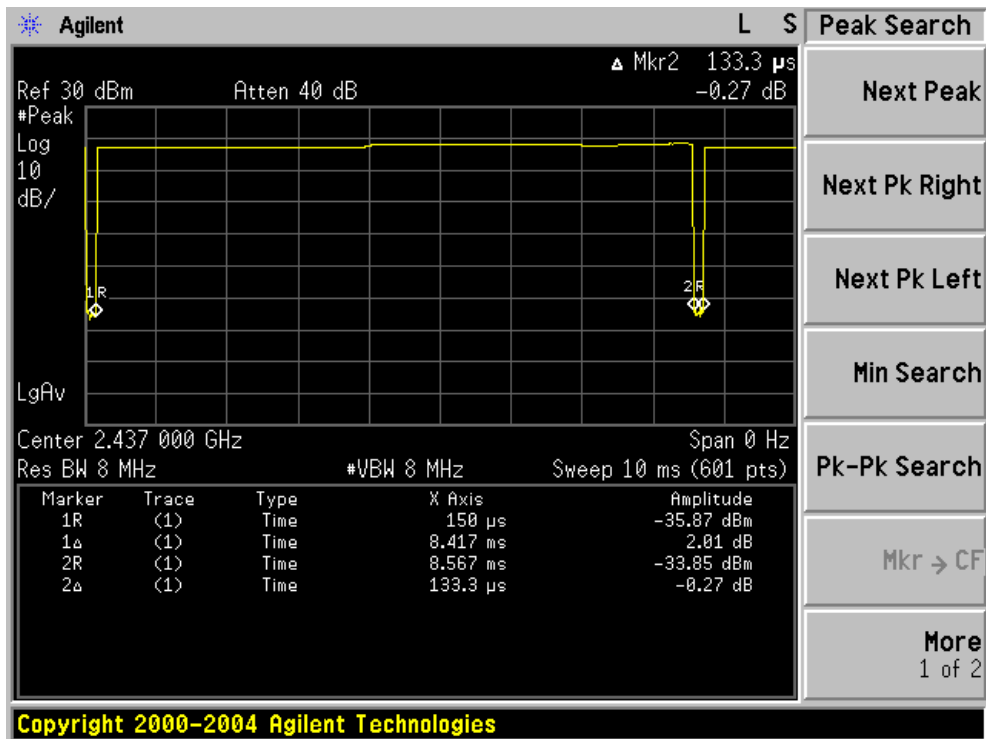 Agilent L S Peak Search
Δ Mkr2 133.3 µs
Ref 30 dBm Atten 40 dB -0.27 dB
#Peak
Log
10
dB/
1R
2R
LgAv
Center 2.437 000 GHz Span 0 Hz
Res BW 8 MHz #VBW 8 MHz Sweep 10 ms (601 pts)
Marker Trace Type X Axis Amplitude
1R (1) Time 150 µs -35.87 dBm
1Δ (1) Time 8.417 ms 2.01 dB
2R (1) Time 8.567 ms -33.85 dBm
2Δ (1) Time 133.3 µs -0.27 dB
Next Peak
Next Pk Right
Next Pk Left
Min Search
Pk-Pk Search
Mkr → CF
More
1 of 2
Copyright 2000-2004 Agilent Technologies